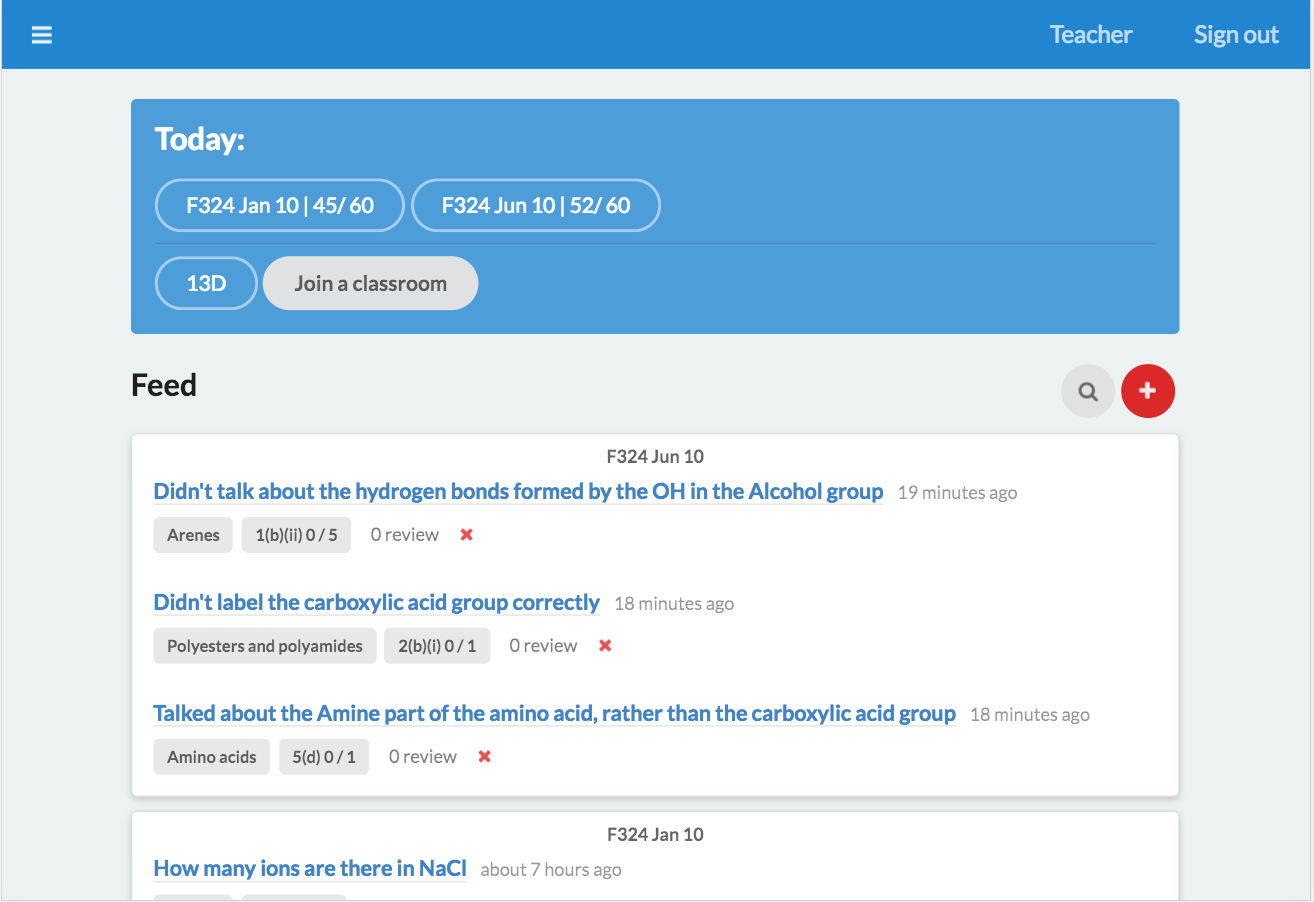 Teacher Sign out
Today:
F324 Jan 10 | 45/ 60 F324 Jun 10 | 52/ 60
13D Join a classroom
Feed
F324 Jun 10
Didn't talk about the hydrogen bonds formed by the OH in the Alcohol group 19 minutes ago
Arenes 1(b)(ii) 0 / 5 0 review
Didn't label the carboxylic acid group correctly 18 minutes ago
Polyesters and polyamides 2(b)(i) 0 / 1 0 review
Talked about the Amine part of the amino acid, rather than the carboxylic acid group 18 minutes ago
Amino acids 5(d) 0 / 1 0 review
F324 Jan 10
How many ions are there in NaCl about 7 hours ago